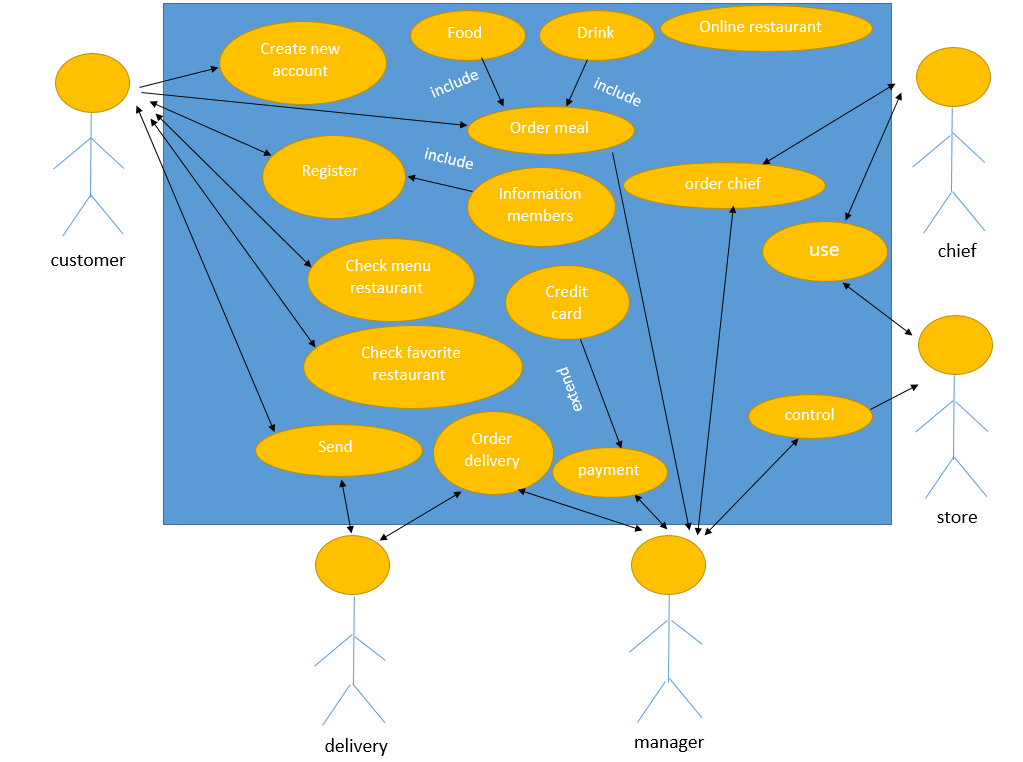 Food
Drink
Online restaurant
Create new
account
include
include
Order meal
include
Register
order chief
Information
members
customer
use
chief
Check menu
restaurant
Credit
card
Check favorite
restaurant
extend
control
Send
Order
delivery
payment
store
delivery
manager